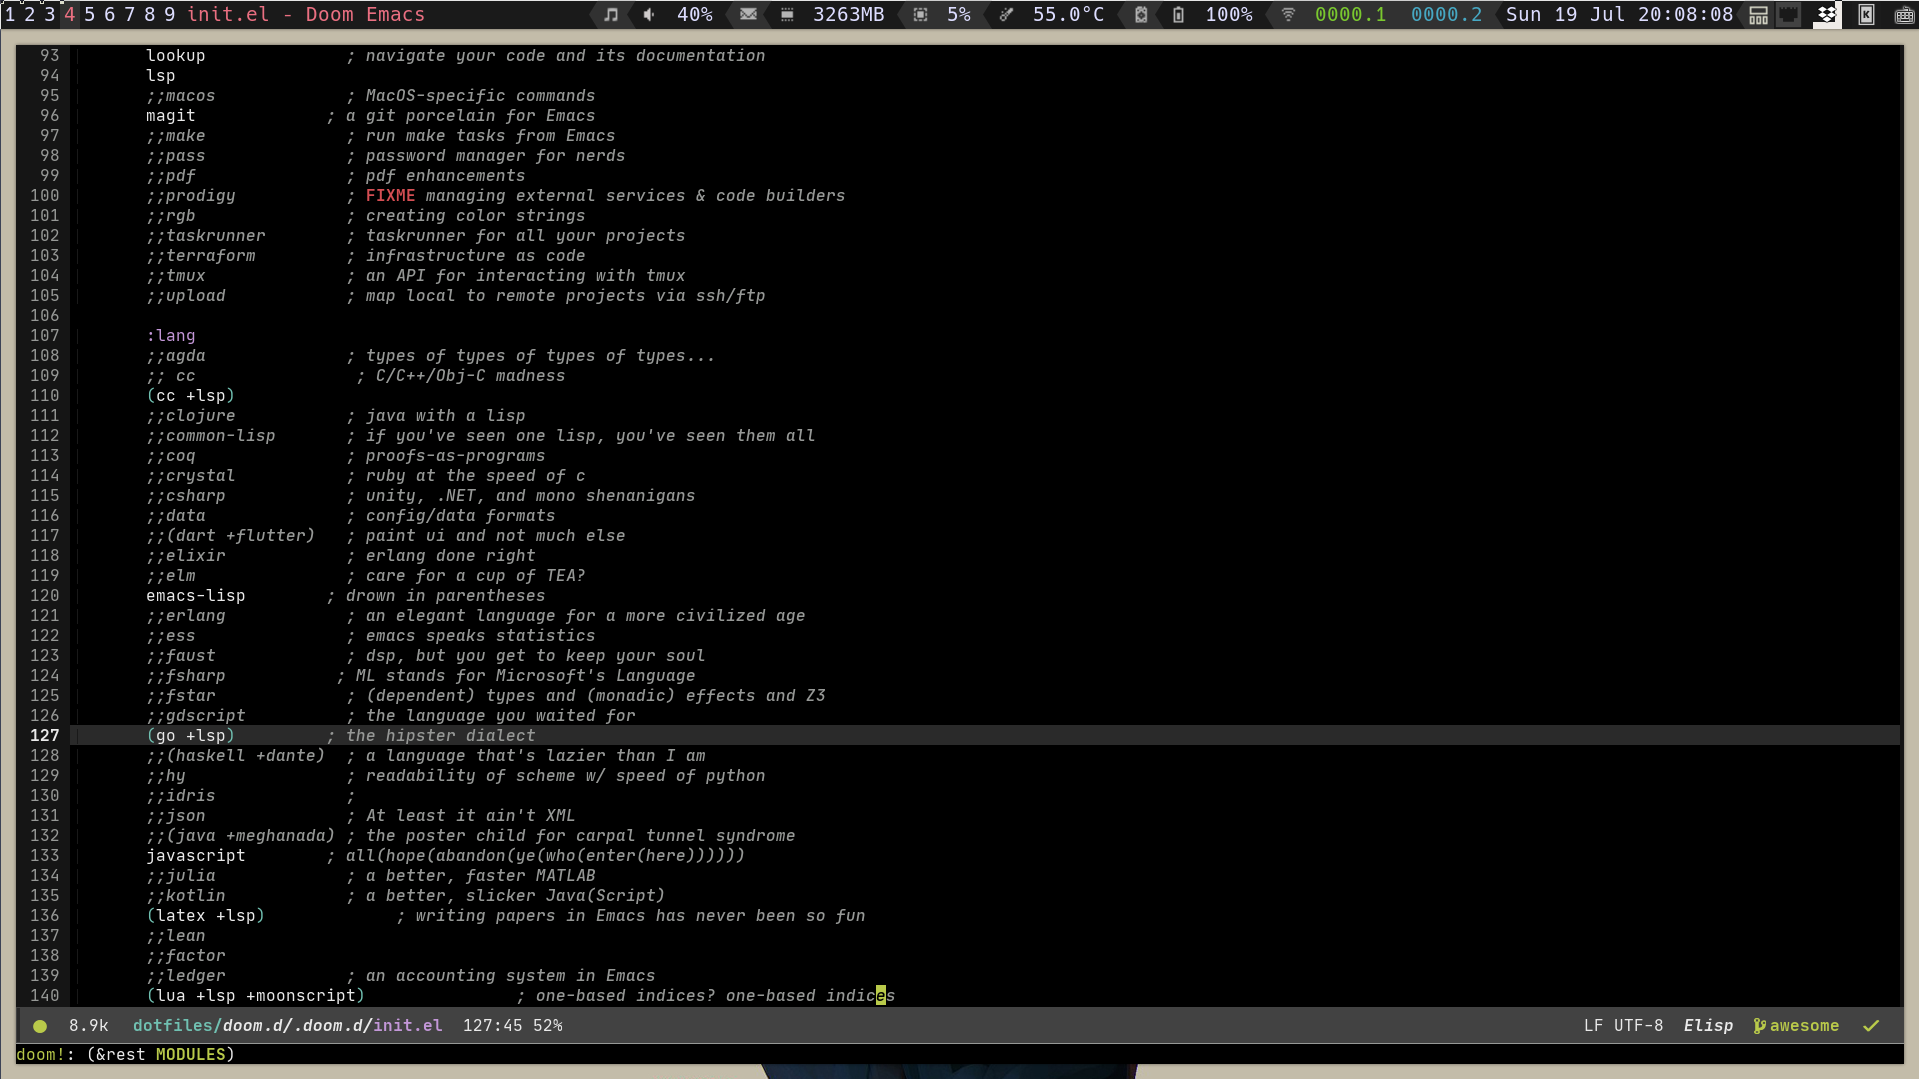 1 2 3 4 5 6 7 8 9 init.el - Doom Emacs 40% 3263MB 5% 55.0°C 100% 0000.1 0000.2 Sun 19 Jul 20:08:08 K
93 lookup ; navigate your code and its documentation
94 lsp
95 ;;macos ; MacOS-specific commands
96 magit ; a git porcelain for Emacs
97 ;;make ; run make tasks from Emacs
98 ;;pass ; password manager for nerds
99 ;;pdf ; pdf enhancements
100 ;;prodigy ; FIXME managing external services & code builders
101 ;;rgb ; creating color strings
102 ;;taskrunner ; taskrunner for all your projects
103 ;;terraform ; infrastructure as code
104 ;;tmux ; an API for interacting with tmux
105 ;;upload ; map local to remote projects via ssh/ftp
106
107 :lang
108 ;;agda ; types of types of types of types...
109 ;; cc ; C/C++/Obj-C madness
110 (cc +lsp)
111 ;;clojure ; java with a lisp
112 ;;common-lisp ; if you've seen one lisp, you've seen them all
113 ;;coq ; proofs-as-programs
114 ;;crystal ; ruby at the speed of c
115 ;;csharp ; unity, .NET, and mono shenanigans
116 ;;data ; config/data formats
117 ;;(dart +flutter) ; paint ui and not much else
118 ;;elixir ; erlang done right
119 ;;elm ; care for a cup of TEA?
120 emacs-lisp ; drown in parentheses
121 ;;erlang ; an elegant language for a more civilized age
122 ;;ess ; emacs speaks statistics
123 ;;faust ; dsp, but you get to keep your soul
124 ;;fsharp ; ML stands for Microsoft's Language
125 ;;fstar ; (dependent) types and (monadic) effects and Z3
126 ;;gdscript ; the language you waited for
127 (go +lsp) ; the hipster dialect
128 ;;(haskell +dante) ; a language that's lazier than I am
129 ;;hy ; readability of scheme w/ speed of python
130 ;;idris ;
131 ;;json ; At least it ain't XML
132 ;;(java +meghanada) ; the poster child for carpal tunnel syndrome
133 javascript ; all(hope(abandon(ye(who(enter(here))))))
134 ;;julia ; a better, faster MATLAB
135 ;;kotlin ; a better, slicker Java(Script)
136 (latex +lsp) ; writing papers in Emacs has never been so fun
137 ;;lean
138 ;;factor
139 ;;ledger ; an accounting system in Emacs
140 (lua +lsp +moonscript) ; one-based indices? one-based indices
8.9k dotfiles/doom.d/.doom.d/init.el 127:45 52% LF UTF-8 Elisp awesome
doom!: (&rest MODULES)